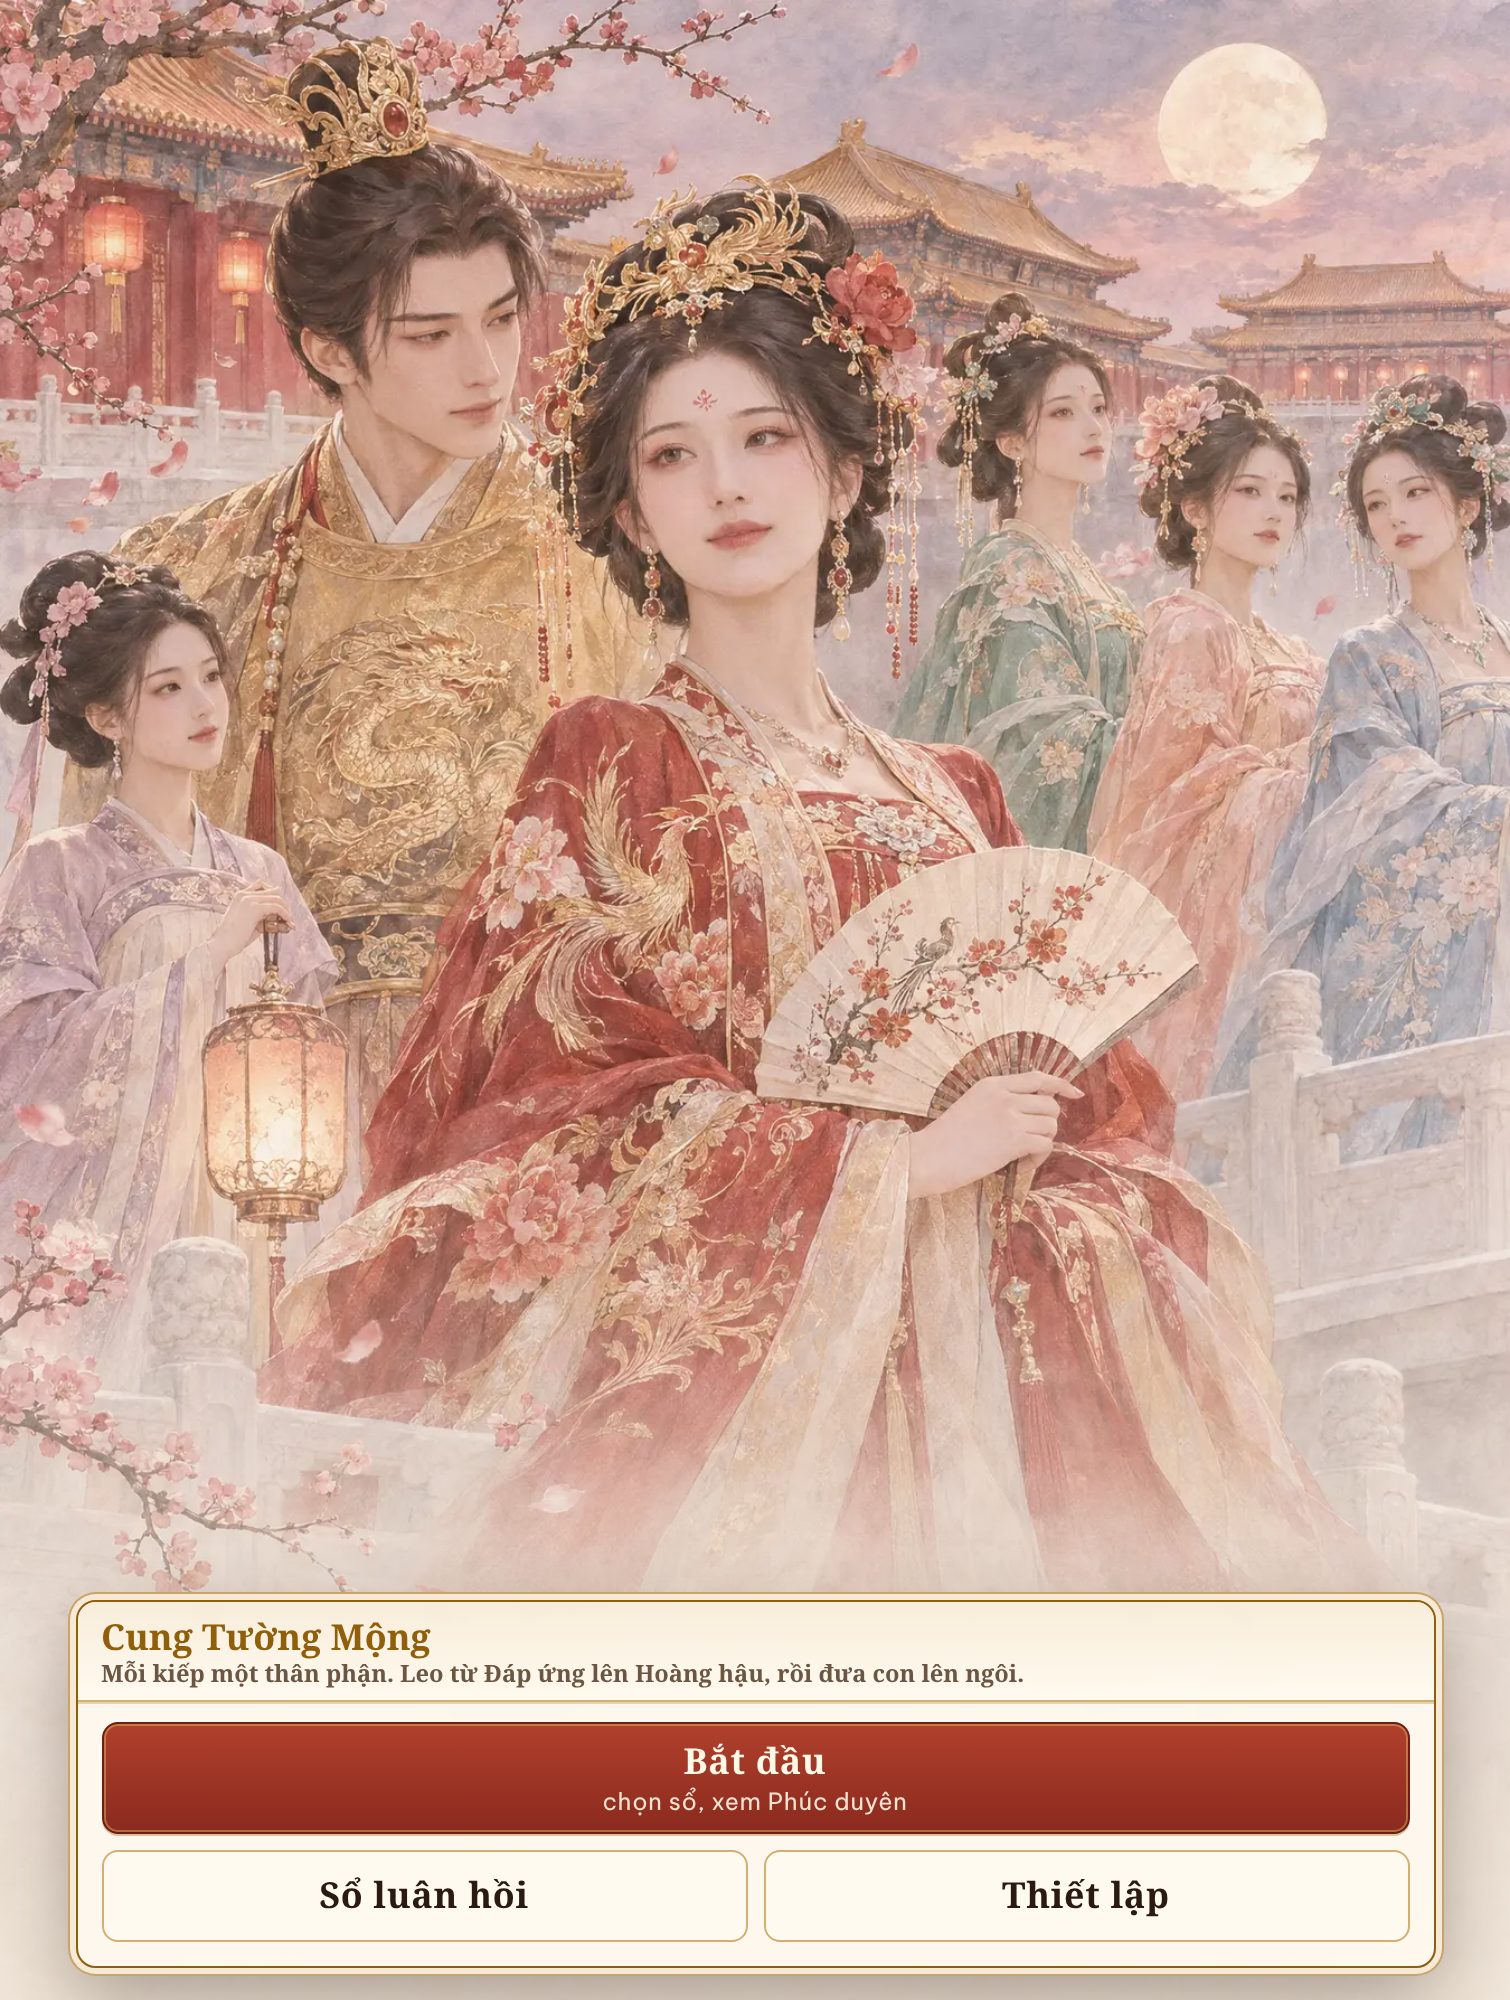 Cung Tường Mộng
Mỗi kiếp một thân phận. Leo từ Đáp ứng lên Hoàng hậu, rồi đưa con lên ngôi.
Bắt đầu
chọn sổ, xem Phúc duyên
Sổ luân hồi
Thiết lập